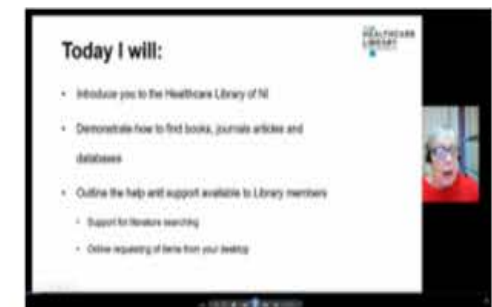 HEALTHCARE
LIBRARY
Today I will:
• Introduce you to the Healthcare Library of NI
• Demonstrate how to find books, journals articles and
databases
• Outline the help and support available to Library members
• Support for literature searching
• Online requesting of items from your desktop